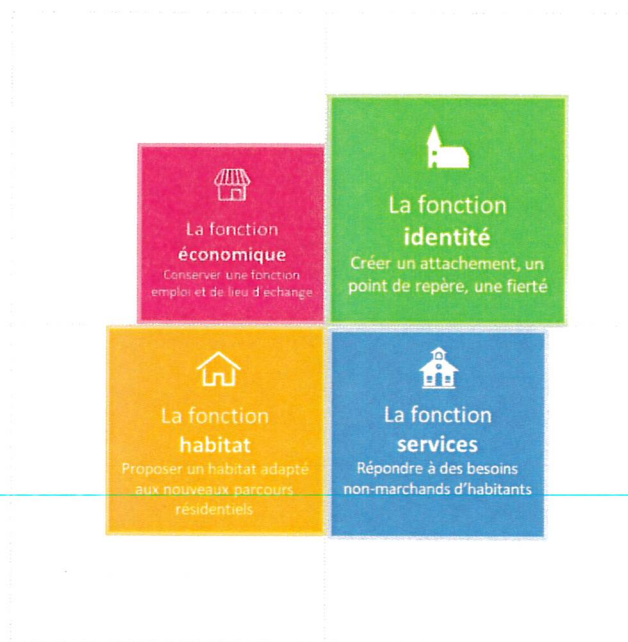 La fonction
économique
Conserver une fonction
emploi et de lieu d'échange
La fonction
identité
Créer un attachement, un
point de repère, une fierté
La fonction
habitat
Proposer un habitat adapté
aux nouveaux parcours
résidentiels
La fonction
services
Répondre à des besoins
non-marchands d'habitants